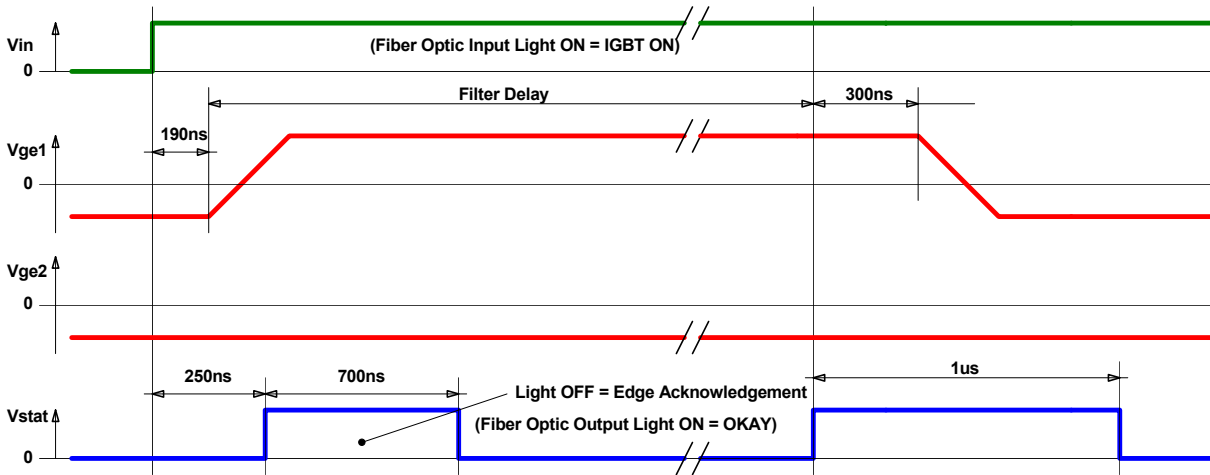 Vin
0
(Fiber Optic Input Light ON = IGBT ON)
Filter Delay
300ns
190ns
Vge1
0
Vge2
0
250ns
700ns
Light OFF = Edge Acknowledgement
1us
Vstat
(Fiber Optic Output Light ON = OKAY)
0